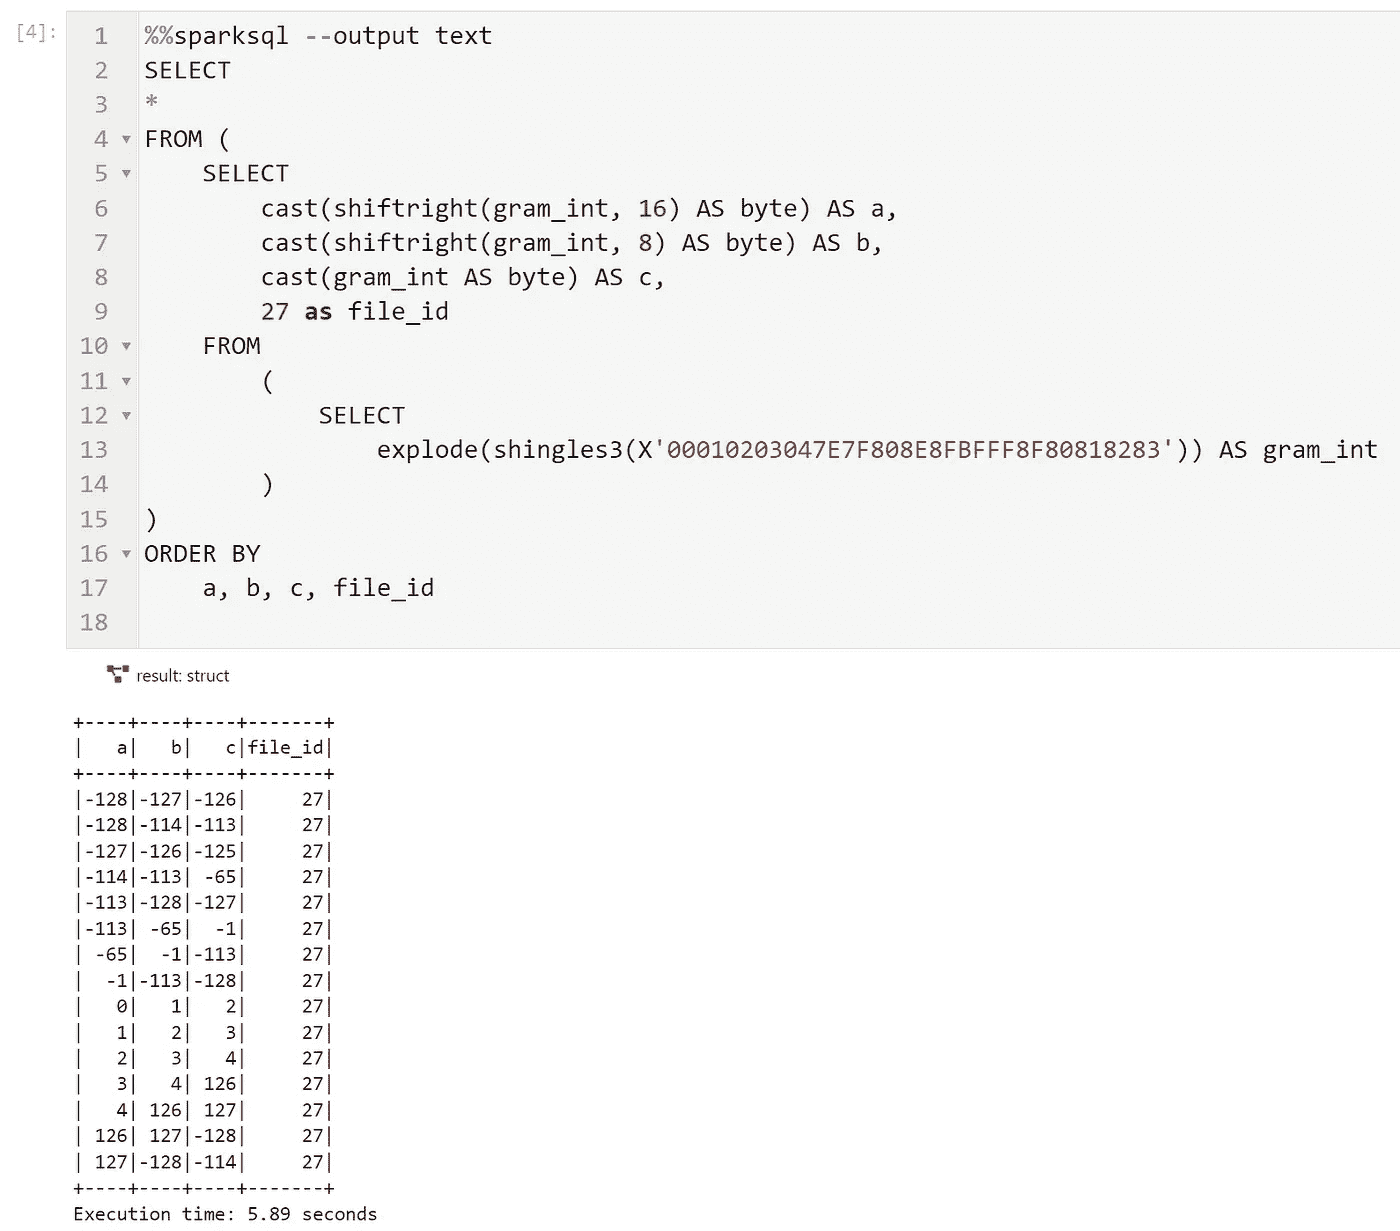 [4]:
1 %%sparksql --output text
2 SELECT
3 *
4 FROM (
5     SELECT
6         cast(shiftright(gram_int, 16) AS byte) AS a,
7         cast(shiftright(gram_int, 8) AS byte) AS b,
8         cast(gram_int AS byte) AS c,
9         27 as file_id
10     FROM
11         (
12             SELECT
13                 explode(shingles3(X'00010203047E7F808E8FBFFF8F80818283')) AS gram_int
14         )
15 )
16 ORDER BY
17     a, b, c, file_id
18
result: struct
+----+----+----+-------+
|   a|   b|   c|file_id|
+----+----+----+-------+
|-128|-127|-126|     27|
|-128|-114|-113|     27|
|-127|-126|-125|     27|
|-114|-113| -65|     27|
|-113|-128|-127|     27|
|-113| -65|  -1|     27|
| -65|  -1|-113|     27|
|  -1|-113|-128|     27|
|   0|   1|   2|     27|
|   1|   2|   3|     27|
|   2|   3|   4|     27|
|   3|   4| 126|     27|
|   4| 126| 127|     27|
| 126| 127|-128|     27|
| 127|-128|-114|     27|
+----+----+----+-------+
Execution time: 5.89 seconds